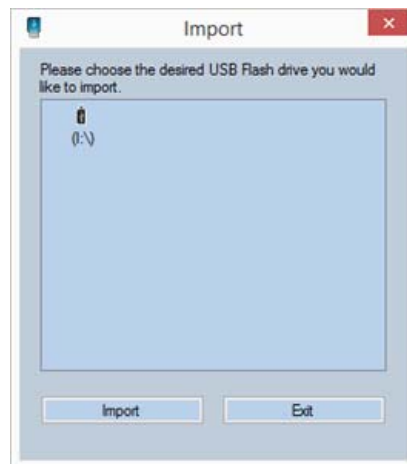 Import
Please choose the desired USB Flash drive you would
like to import.
(I:\)
Import
Exit